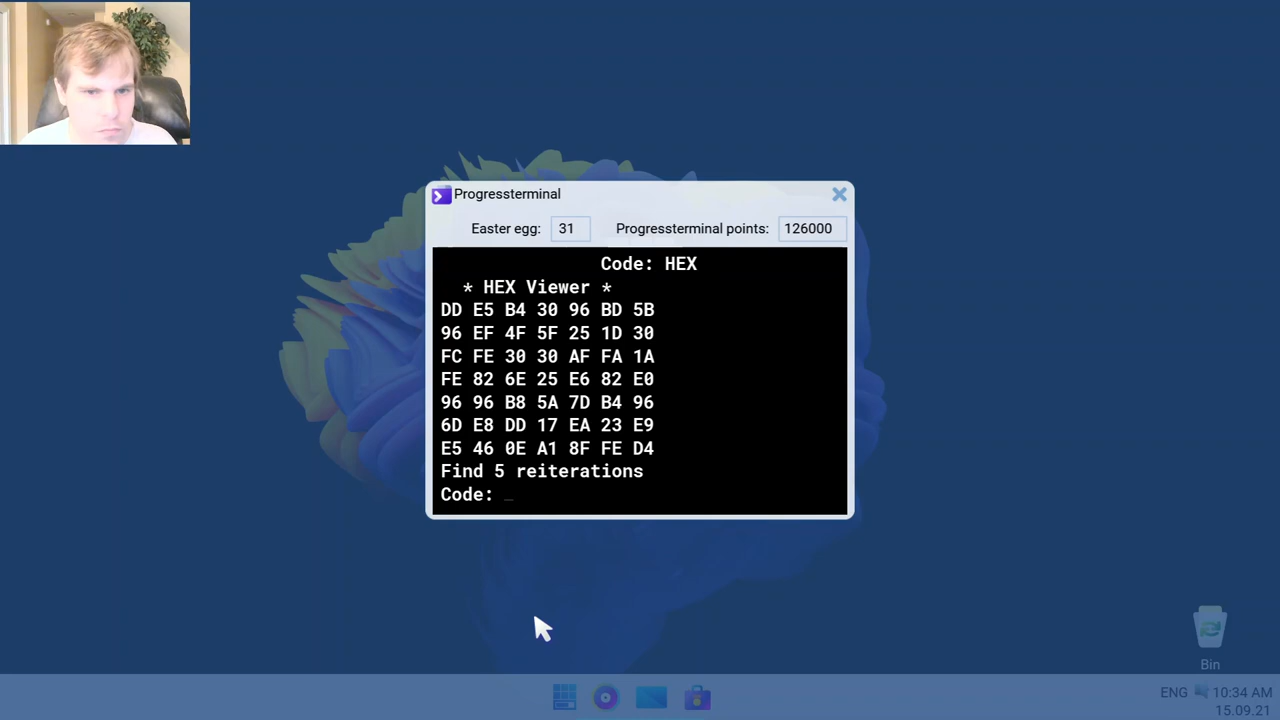 Progressterminal
Easter egg: 31 Progressterminal points: 126000
Code: HEX
* HEX Viewer *
DD E5 B4 30 96 BD 5B
96 EF 4F 5F 25 1D 30
FC FE 30 30 AF FA 1A
FE 82 6E 25 E6 82 E0
96 96 B8 5A 7D B4 96
6D E8 DD 17 EA 23 E9
E5 46 0E A1 8F FE D4
Find 5 reiterations
Code: _
Bin
ENG 10:34 AM
15.09.21